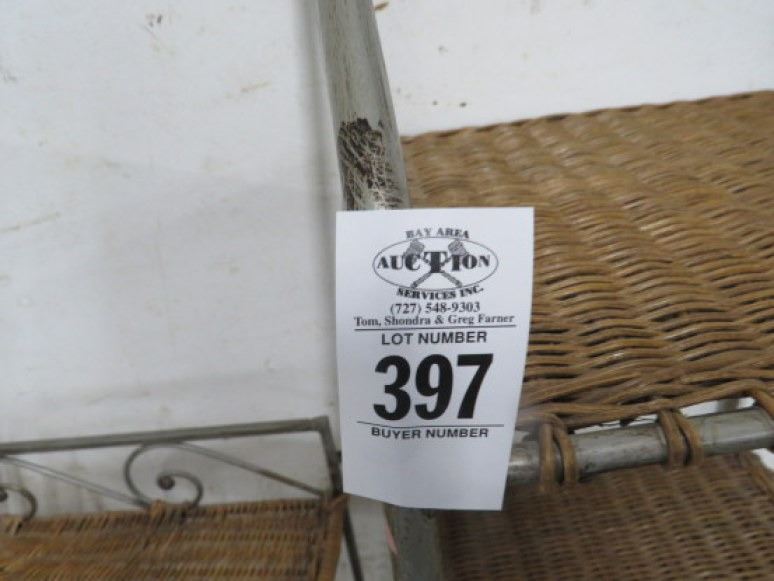 BAY AREA
AUCTION
SERVICES INC.
(727) 548-9303
Tom, Shondra & Greg Farner
LOT NUMBER
397
BUYER NUMBER